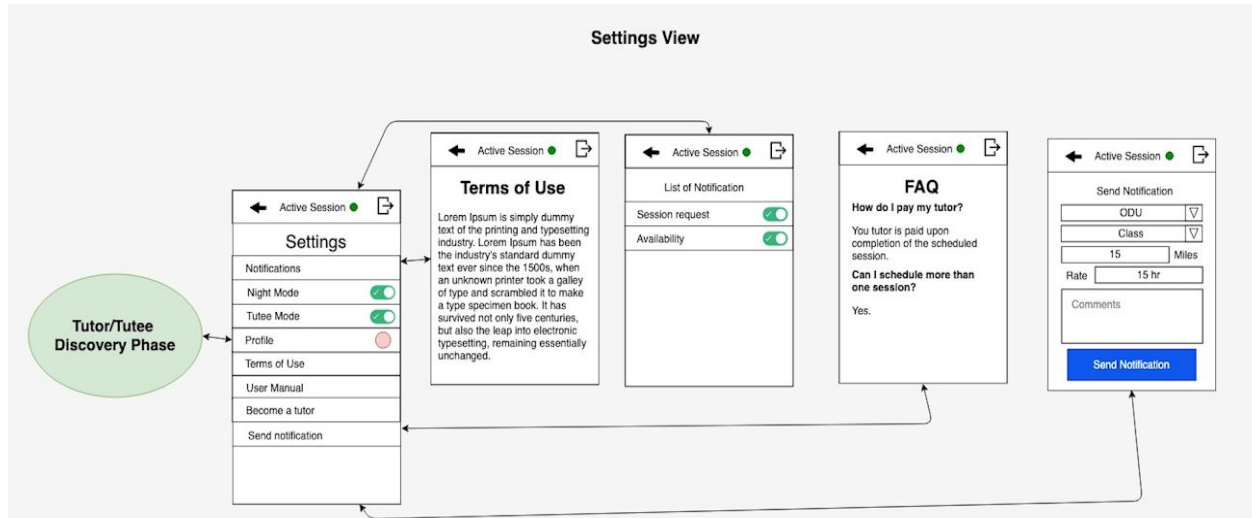 Settings View
Tutor/Tutee
Discovery Phase
Active Session
Settings
Notifications
Night Mode
Tutee Mode
Profile
Terms of Use
User Manual
Become a tutor
Send notification
Active Session
Terms of Use
Lorem Ipsum is simply dummy
text of the printing and typesetting
industry. Lorem Ipsum has been
the industry's standard dummy
text ever since the 1500s, when
an unknown printer took a galley
of type and scrambled it to make
a type specimen book. It has
survived not only five centuries,
but also the leap into electronic
typesetting, remaining essentially
unchanged.
Active Session
List of Notification
Session request
Availability
Active Session
FAQ
How do I pay my tutor?
You tutor is paid upon
completion of the scheduled
session.
Can I schedule more than
one session?
Yes.
Active Session
Send Notification
ODU
Class
15 Miles
Rate 15 hr
Comments
Send Notification